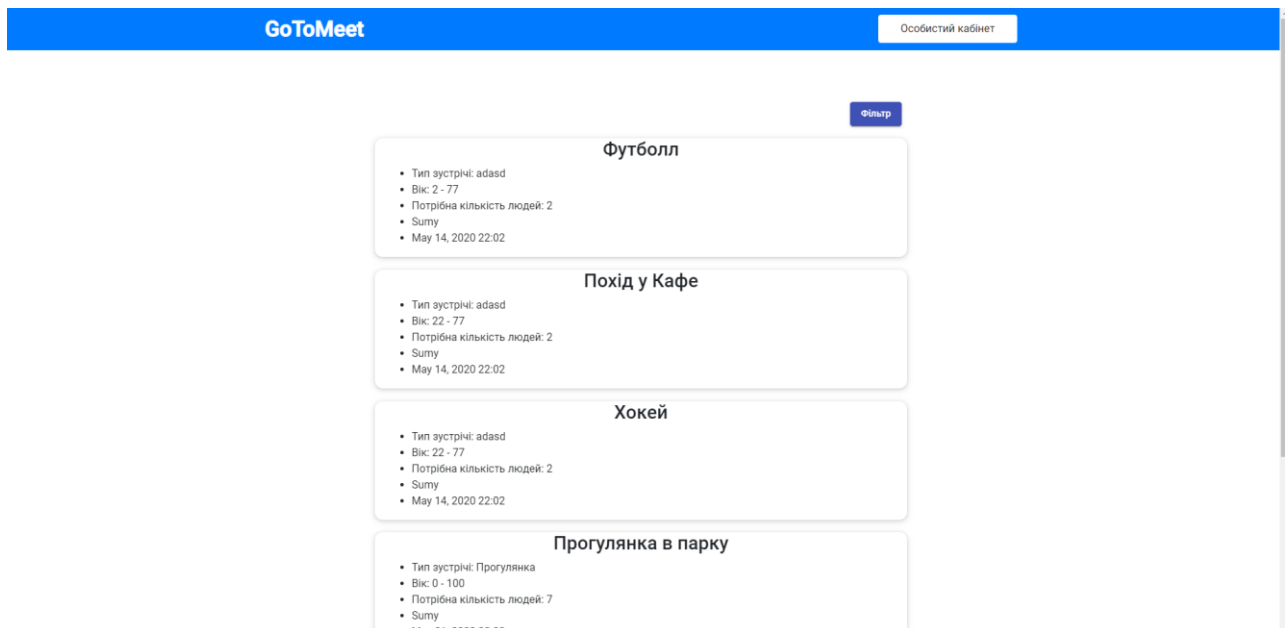 GoToMeet
Особистий кабінет
Фільтр
Футболл
Тип зустрічі: adasd
Вік: 2 - 77
Потрібна кількість людей: 2
Sumy
May 14, 2020 22:02
Похід у Кафе
Тип зустрічі: adasd
Вік: 22 - 77
Потрібна кількість людей: 2
Sumy
May 14, 2020 22:02
Хокей
Тип зустрічі: adasd
Вік: 22 - 77
Потрібна кількість людей: 2
Sumy
May 14, 2020 22:02
Прогулянка в парку
Тип зустрічі: Прогулянка
Вік: 0 - 100
Потрібна кількість людей: 7
Sumy